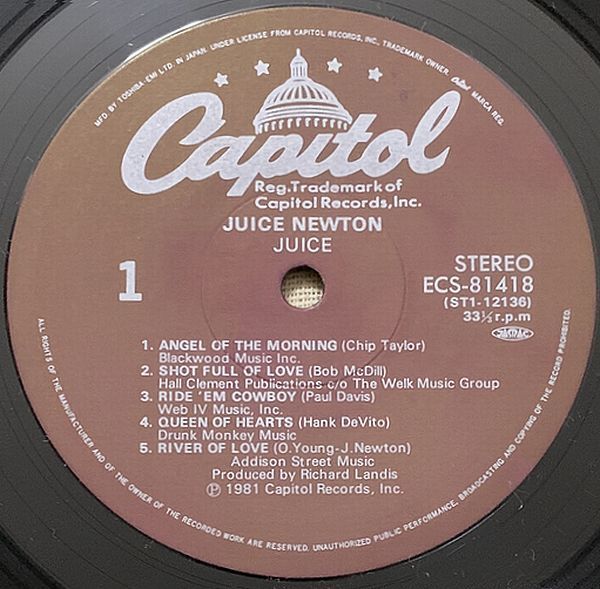 MFD. BY TOSHIBA-EMI LTD. IN JAPAN. UNDER LICENSE FROM CAPITOL RECORDS, INC., TRADEMARK OWNER. MARCA REG.
Capitol
Reg.Trademark of
Capitol Records,Inc.
JUICE NEWTON
JUICE
1
STEREO
ECS-81418
(ST1-12136)
33⅓ r.p.m
JASRAC
1. ANGEL OF THE MORNING (Chip Taylor)
Blackwood Music Inc.
2. SHOT FULL OF LOVE (Bob McDill)
Hall Clement Publications c/o The Welk Music Group
3. RIDE 'EM COWBOY (Paul Davis)
Web IV Music, Inc.
4. QUEEN OF HEARTS (Hank DeVito)
Drunk Monkey Music
5. RIVER OF LOVE (O.Young-J.Newton)
Addison Street Music
Produced by Richard Landis
℗ 1981 Capitol Records, Inc.
ALL RIGHTS OF THE MANUFACTURER AND OF THE OWNER OF THE RECORDED WORK ARE RESERVED. UNAUTHORIZED PUBLIC PERFORMANCE, BROADCASTING AND COPYING OF THE RECORD PROHIBITED.